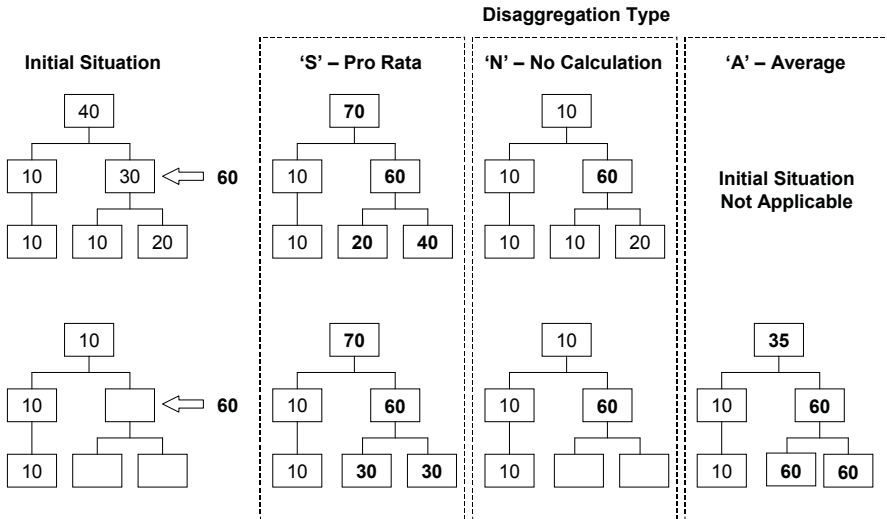 Disaggregation Type
Initial Situation ‘S’ – Pro Rata ‘N’ – No Calculation ‘A’ – Average
40 70 10
10 30 60 10 60 10 60 Initial Situation
Not Applicable
10 10 20 10 20 40 10 10 20
10 70 10 35
10 60 10 60 10 60 10 60
10 10 30 30 10 10 60 60